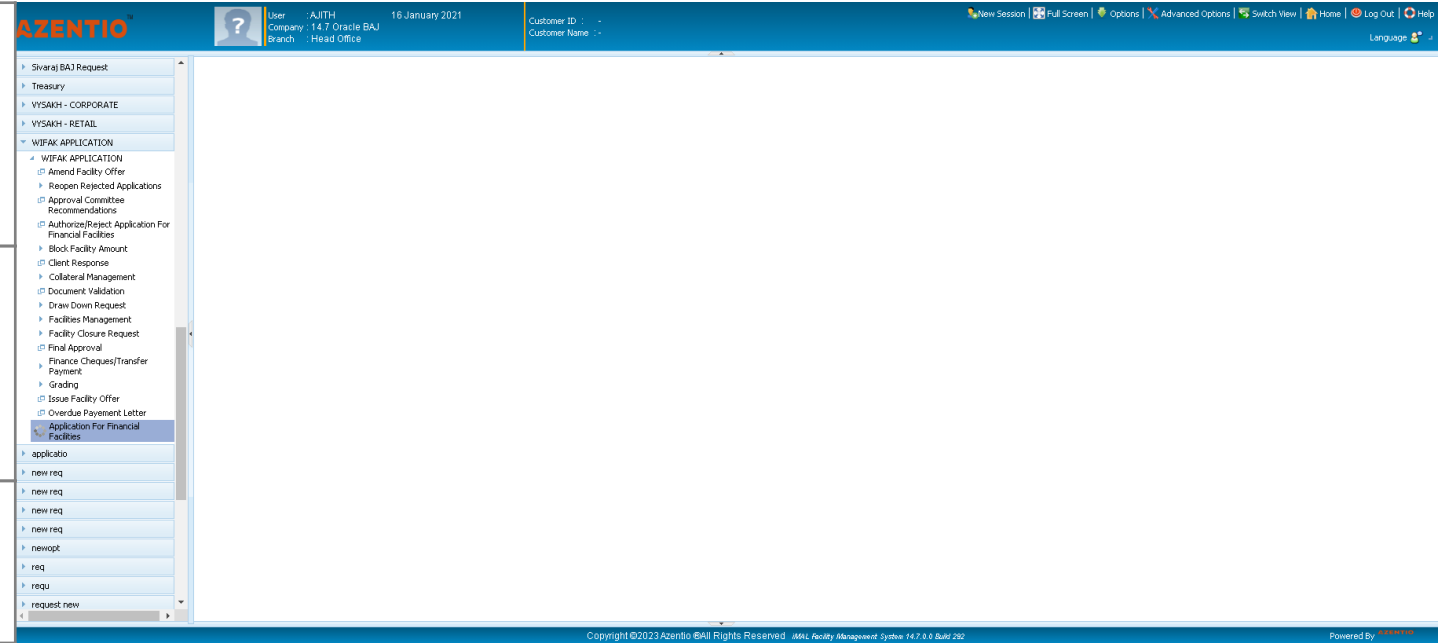 AZENTIO
?
User : AJITH 16 January 2021
Company : 14.7 Oracle BAJ
Branch : Head Office
Customer ID : -
Customer Name : -
New Session | Full Screen | Options | Advanced Options | Switch View | Home | Log Out | Help
Language
Sivaraj BAJ Request
Treasury
VYSAKH - CORPORATE
VYSAKH - RETAIL
WIFAK APPLICATION
WIFAK APPLICATION
Amend Facility Offer
Reopen Rejected Applications
Approval Committee
Recommendations
Authorize/Reject Application For
Financial Facilities
Block Facility Amount
Client Response
Collateral Management
Document Validation
Draw Down Request
Facilities Management
Facility Closure Request
Final Approval
Finance Cheques/Transfer
Payment
Grading
Issue Facility Offer
Overdue Payement Letter
Application For Financial
Facilities
applicatio
new req
new req
new req
new req
newopt
req
requ
request new
Copyright ©2023 Azentio ®All Rights Reserved iMAL Facility Management System 14.7.0.0 Build 292
Powered By AZENTIO